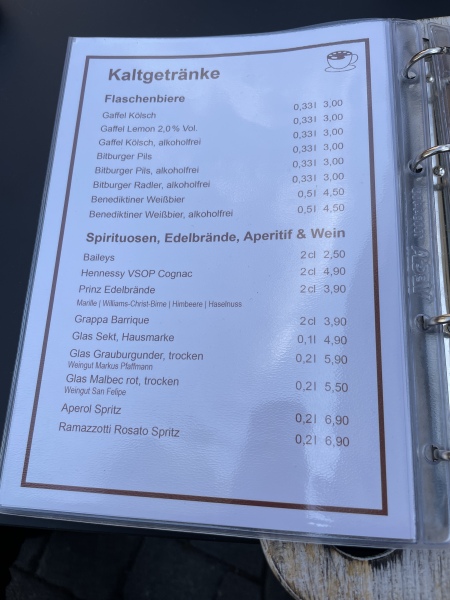 Kaltgetränke
Flaschenbiere
Gaffel Kölsch 0,33l 3,00
Gaffel Lemon 2,0% Vol. 0,33l 3,00
Gaffel Kölsch, alkoholfrei 0,33l 3,00
Bitburger Pils 0,33l 3,00
Bitburger Pils, alkoholfrei 0,33l 3,00
Bitburger Radler, alkoholfrei 0,33l 3,00
Benediktiner Weißbier 0,5l 4,50
Benediktiner Weißbier, alkoholfrei 0,5l 4,50
Spirituosen, Edelbrände, Aperitif & Wein
Baileys 2cl 2,50
Hennessy VSOP Cognac 2cl 4,90
Prinz Edelbrände 2cl 3,90
Marille | Williams-Christ-Birne | Himbeere | Haselnuss
Grappa Barrique 2cl 3,90
Glas Sekt, Hausmarke 0,1l 4,90
Glas Grauburgunder, trocken 0,2l 5,90
Weingut Markus Pfaffmann
Glas Malbec rot, trocken 0,2l 5,50
Weingut San Felipe
Aperol Spritz 0,2l 6,90
Ramazzotti Rosato Spritz 0,2l 6,90